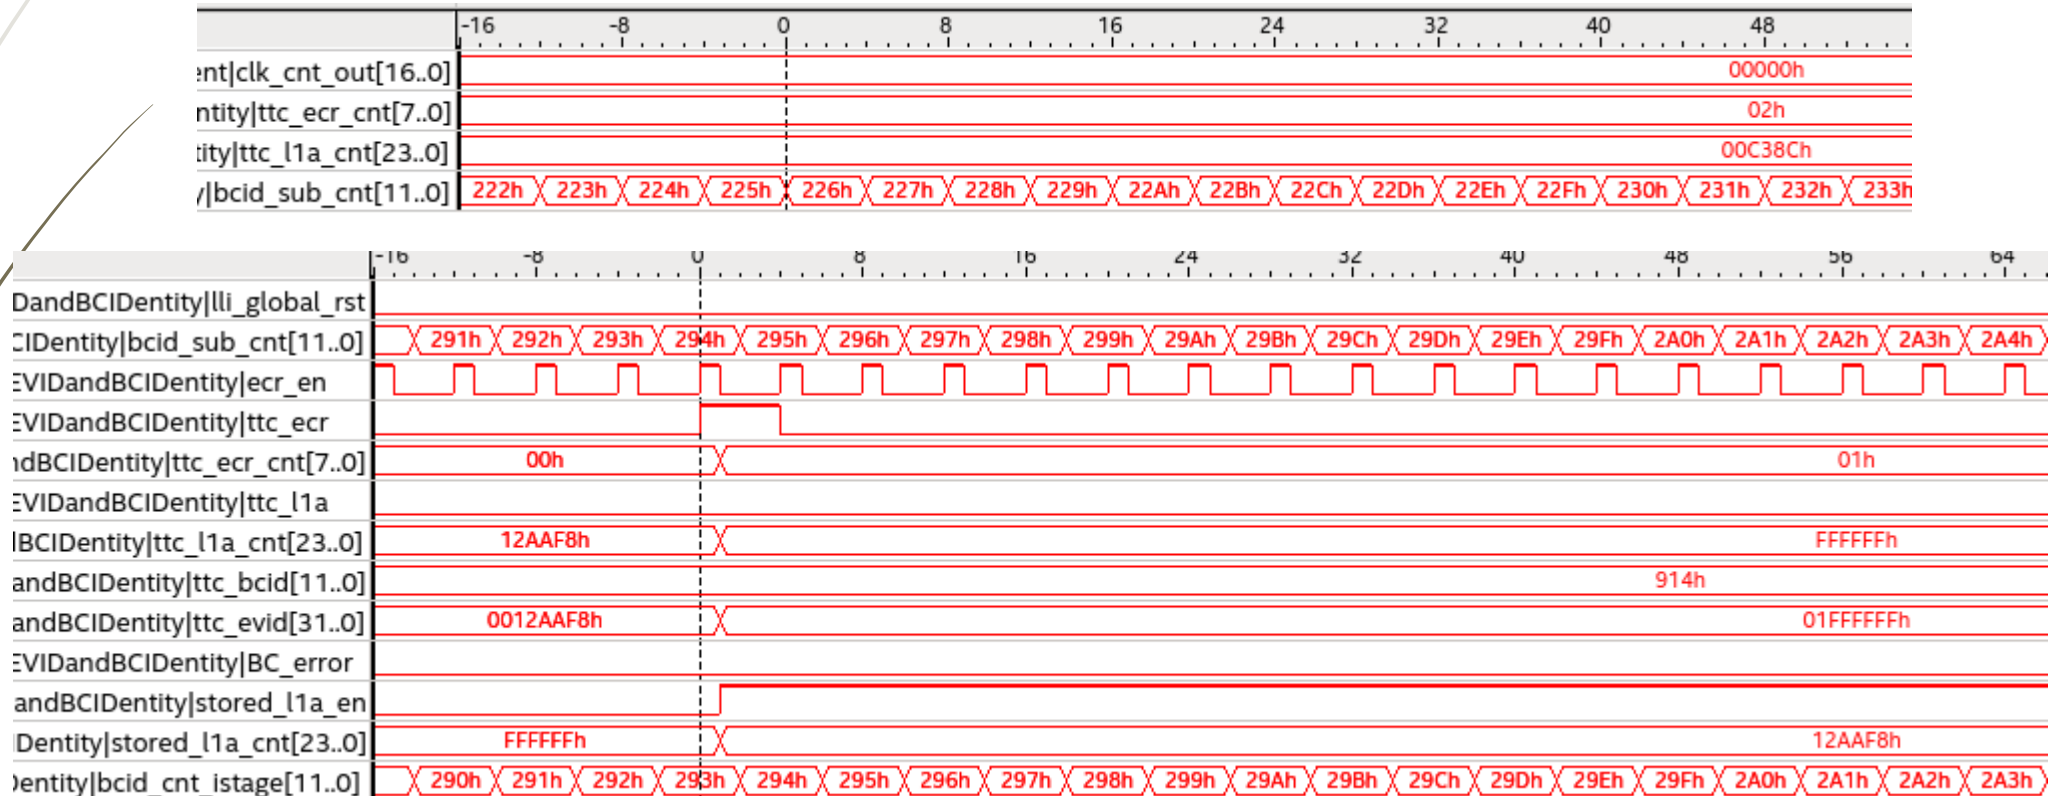 -16 -8 0 8 16 24 32 40 48
ent|clk_cnt_out[16..0] 00000h
ntity|ttc_ecr_cnt[7..0] 02h
tity|ttc_l1a_cnt[23..0] 00C38Ch
y|bcid_sub_cnt[11..0] 222h 223h 224h 225h 226h 227h 228h 229h 22Ah 22Bh 22Ch 22Dh 22Eh 22Fh 230h 231h 232h 233h
-16 -8 0 8 16 24 32 40 48 56 64
DandBCIDentity|lli_global_rst
CIDentity|bcid_sub_cnt[11..0] 291h 292h 293h 294h 295h 296h 297h 298h 299h 29Ah 29Bh 29Ch 29Dh 29Eh 29Fh 2A0h 2A1h 2A2h 2A3h 2A4h
EVIDandBCIDentity|ecr_en
EVIDandBCIDentity|ttc_ecr
ndBCIDentity|ttc_ecr_cnt[7..0] 00h 01h
EVIDandBCIDentity|ttc_l1a
BCIDentity|ttc_l1a_cnt[23..0] 12AAF8h FFFFFFh
andBCIDentity|ttc_bcid[11..0] 914h
andBCIDentity|ttc_evid[31..0] 0012AAF8h 01FFFFFFh
EVIDandBCIDentity|BC_error
andBCIDentity|stored_l1a_en
IDentity|stored_l1a_cnt[23..0] FFFFFFh 12AAF8h
Dentity|bcid_cnt_istage[11..0] 290h 291h 292h 293h 294h 295h 296h 297h 298h 299h 29Ah 29Bh 29Ch 29Dh 29Eh 29Fh 2A0h 2A1h 2A2h 2A3h